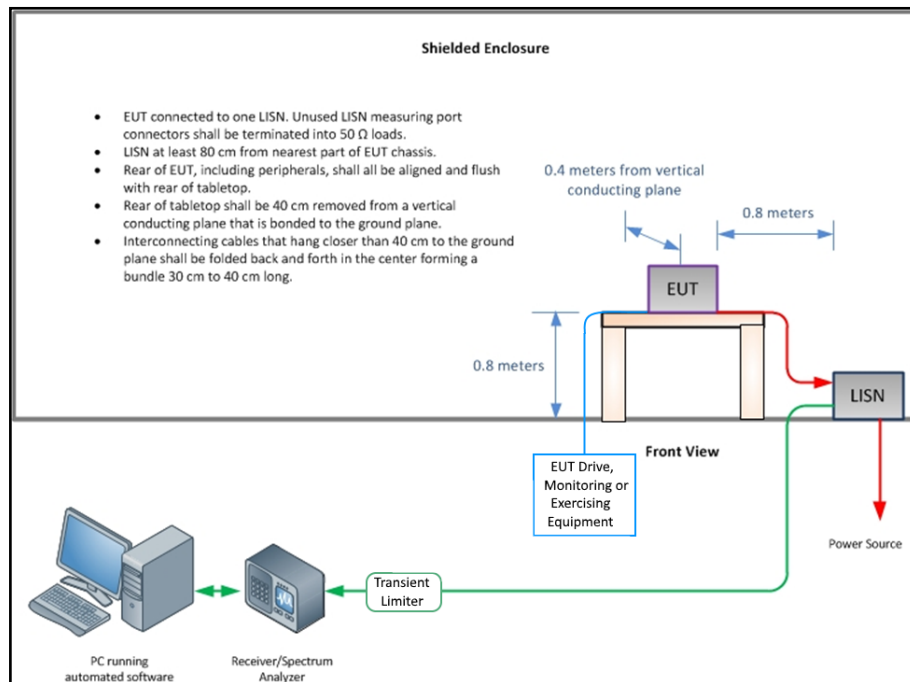 Shielded Enclosure
• EUT connected to one LISN. Unused LISN measuring port
connectors shall be terminated into 50 Ω loads.
• LISN at least 80 cm from nearest part of EUT chassis.
• Rear of EUT, including peripherals, shall all be aligned and flush
with rear of tabletop.
• Rear of tabletop shall be 40 cm removed from a vertical
conducting plane that is bonded to the ground plane.
• Interconnecting cables that hang closer than 40 cm to the ground
plane shall be folded back and forth in the center forming a
bundle 30 cm to 40 cm long.
0.4 meters from vertical
conducting plane
0.8 meters
EUT
0.8 meters
LISN
Front View
EUT Drive,
Monitoring or
Exercising
Equipment
Power Source
Transient
Limiter
PC running
automated software
Receiver/Spectrum
Analyzer